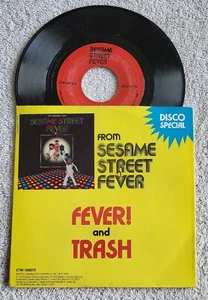 SESAME
STREET
FEVER
SESAME STREET
FEVER
DISCO
SPECIAL
FROM
SESAME
STREET
FEVER
FEVER!
and
TRASH